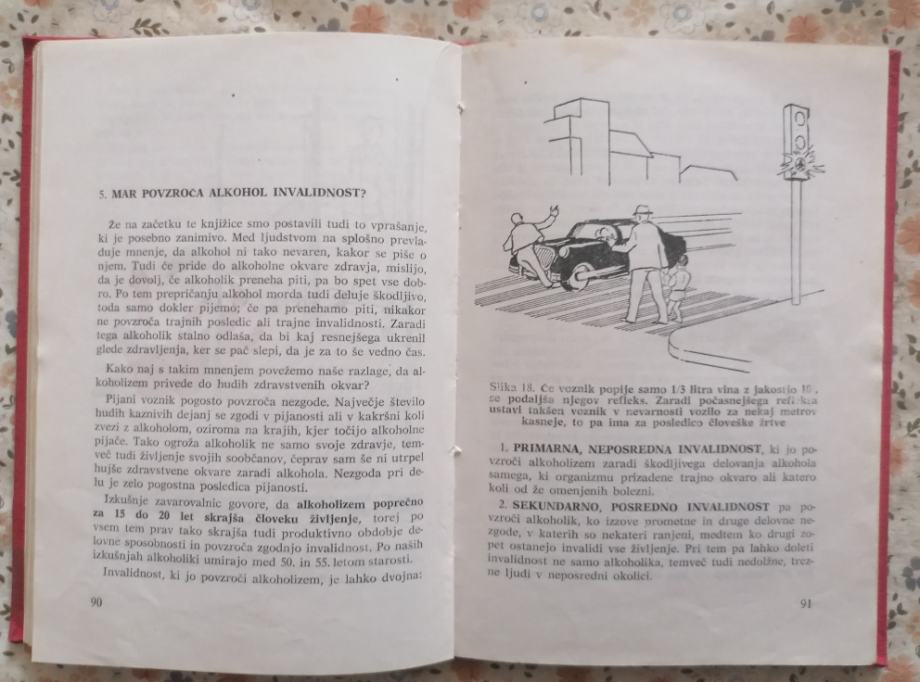 5. MAR POVZROČA ALKOHOL INVALIDNOST?
Že na začetku te knjižice smo postavili tudi to vprašanje,
ki je posebno zanimivo. Med ljudstvom na splošno prevla-
duje mnenje, da alkohol ni tako nevaren, kakor se piše o
njem. Tudi če pride do alkoholne okvare zdravja, mislijo,
da je dovolj, če alkoholik preneha piti, pa bo spet vse dob-
ro. Po tem prepričanju alkohol morda tudi deluje škodljivo,
toda samo dokler pijemo; če pa prenehamo piti, nikakor
ne povzroča trajnih posledic ali trajne invalidnosti. Zaradi
tega alkoholik stalno odlaša, da bi kaj resnejšega ukrenil
glede zdravljenja, ker se pač slepi, da je za to še vedno čas.
Kako naj s takim mnenjem povežemo naše razlage, da al-
koholizem privede do hudih zdravstvenih okvar?
Pijani voznik pogosto povzroča nezgode. Največje število
hudih kaznivih dejanj se zgodi v pijanosti ali v kakršni koli
zvezi z alkoholom, oziroma na krajih, kjer točijo alkoholne
pijače. Tako ogroža alkoholik ne samo svoje zdravje, tem-
več tudi življenje svojih soobčanov, čeprav sam še ni utrpel
hujše zdravstvene okvare zaradi alkohola. Nezgoda pri de-
lu je zelo pogostna posledica pijanosti.
Izkušnje zavarovalnic govore, da alkoholizem poprečno
za 15 do 20 let skrajša človeku življenje, torej po
vsem tem prav tako skrajša tudi produktivno obdobje de-
lovne sposobnosti in povzroča zgodnjo invalidnost. Po naših
izkušnjah alkoholiki umirajo med 50. in 55. letom starosti.
Invalidnost, ki jo povzroči alkoholizem, je lahko dvojna:
90
Slika 18. Če voznik popije samo 1/3 litra vina z jakostjo
se podaljša njegov refleks. Zaradi počasnejšega refleksa
ustavi takšen voznik v nevarnosti vozilo za nekaj metrov
kasneje, to pa ima za posledico človeške žrtve
1. PRIMARNA, NEPOSREDNA INVALIDNOST, ki jo po-
vzroči alkoholizem zaradi škodljivega delovanja alkohola
samega, ki organizmu prizadene trajno okvaro ali katero
koli od že omenjenih bolezni.
2. SEKUNDARNO, POSREDNO INVALIDNOST pa po-
vzroči alkoholik, ko izzove prometne in druge delovne ne-
zgode, v katerih so nekateri ranjeni, medtem ko drugi zo-
pet ostanejo invalidi vse življenje. Pri tem pa lahko doleti
invalidnost ne samo alkoholika, temveč tudi nedolžne, trez-
ne ljudi v neposredni okolici.
91